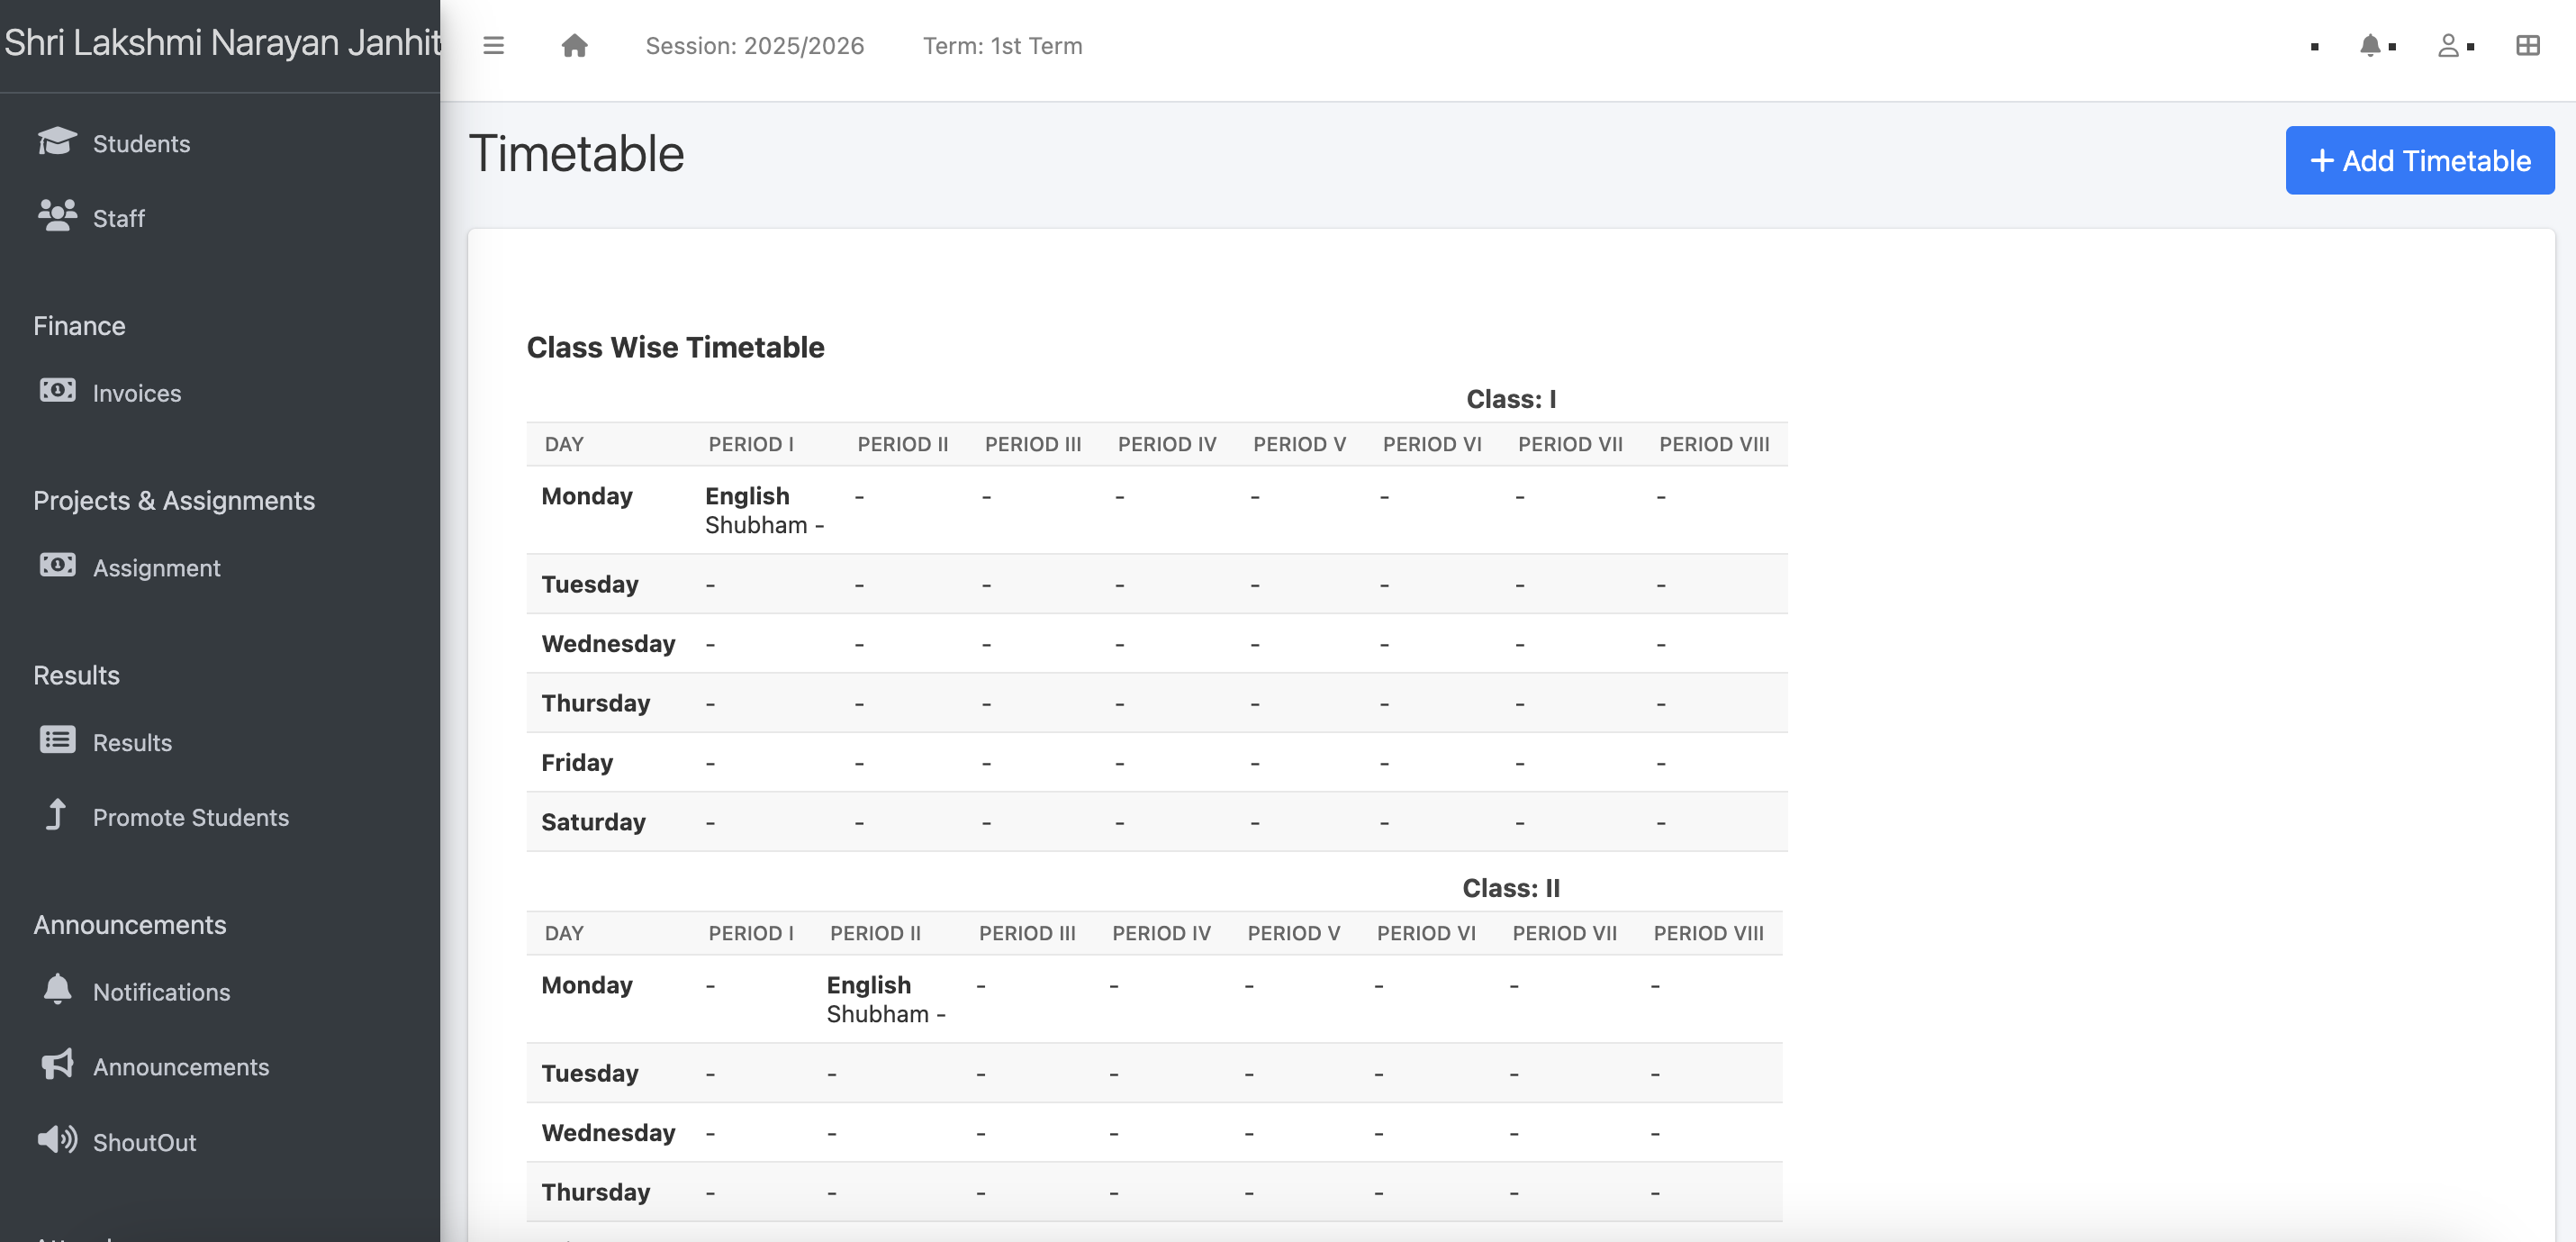 Shri Lakshmi Narayan Janhit
Session: 2025/2026
Term: 1st Term
Students
Staff
Finance
Invoices
Projects & Assignments
Assignment
Results
Results
Promote Students
Announcements
Notifications
Announcements
ShoutOut
Timetable
+ Add Timetable
Class Wise Timetable
Class: I
DAY PERIOD I PERIOD II PERIOD III PERIOD IV PERIOD V PERIOD VI PERIOD VII PERIOD VIII
Monday English - - - - - - -
Shubham -
Tuesday - - - - - - - -
Wednesday - - - - - - - -
Thursday - - - - - - - -
Friday - - - - - - - -
Saturday - - - - - - - -
Class: II
DAY PERIOD I PERIOD II PERIOD III PERIOD IV PERIOD V PERIOD VI PERIOD VII PERIOD VIII
Monday - English - - - - - -
Shubham -
Tuesday - - - - - - - -
Wednesday - - - - - - - -
Thursday - - - - - - - -